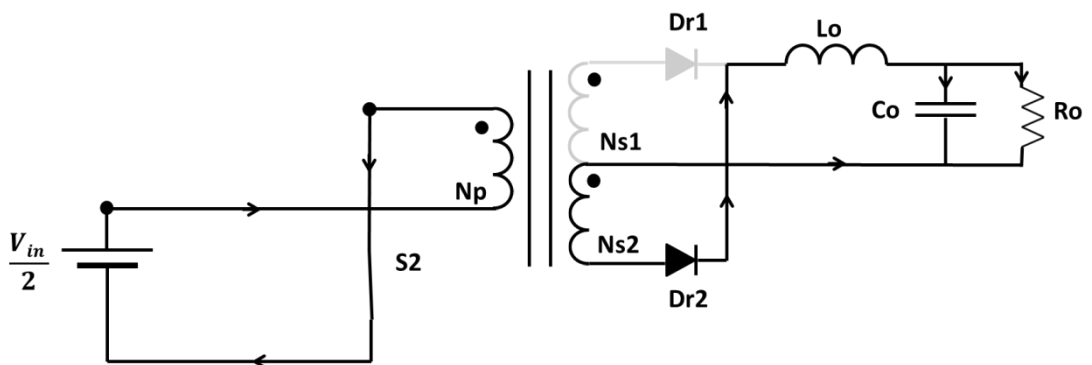 Dr1
Lo
Co
Ro
Ns1
Np
Ns2
V_in/2
S2
Dr2